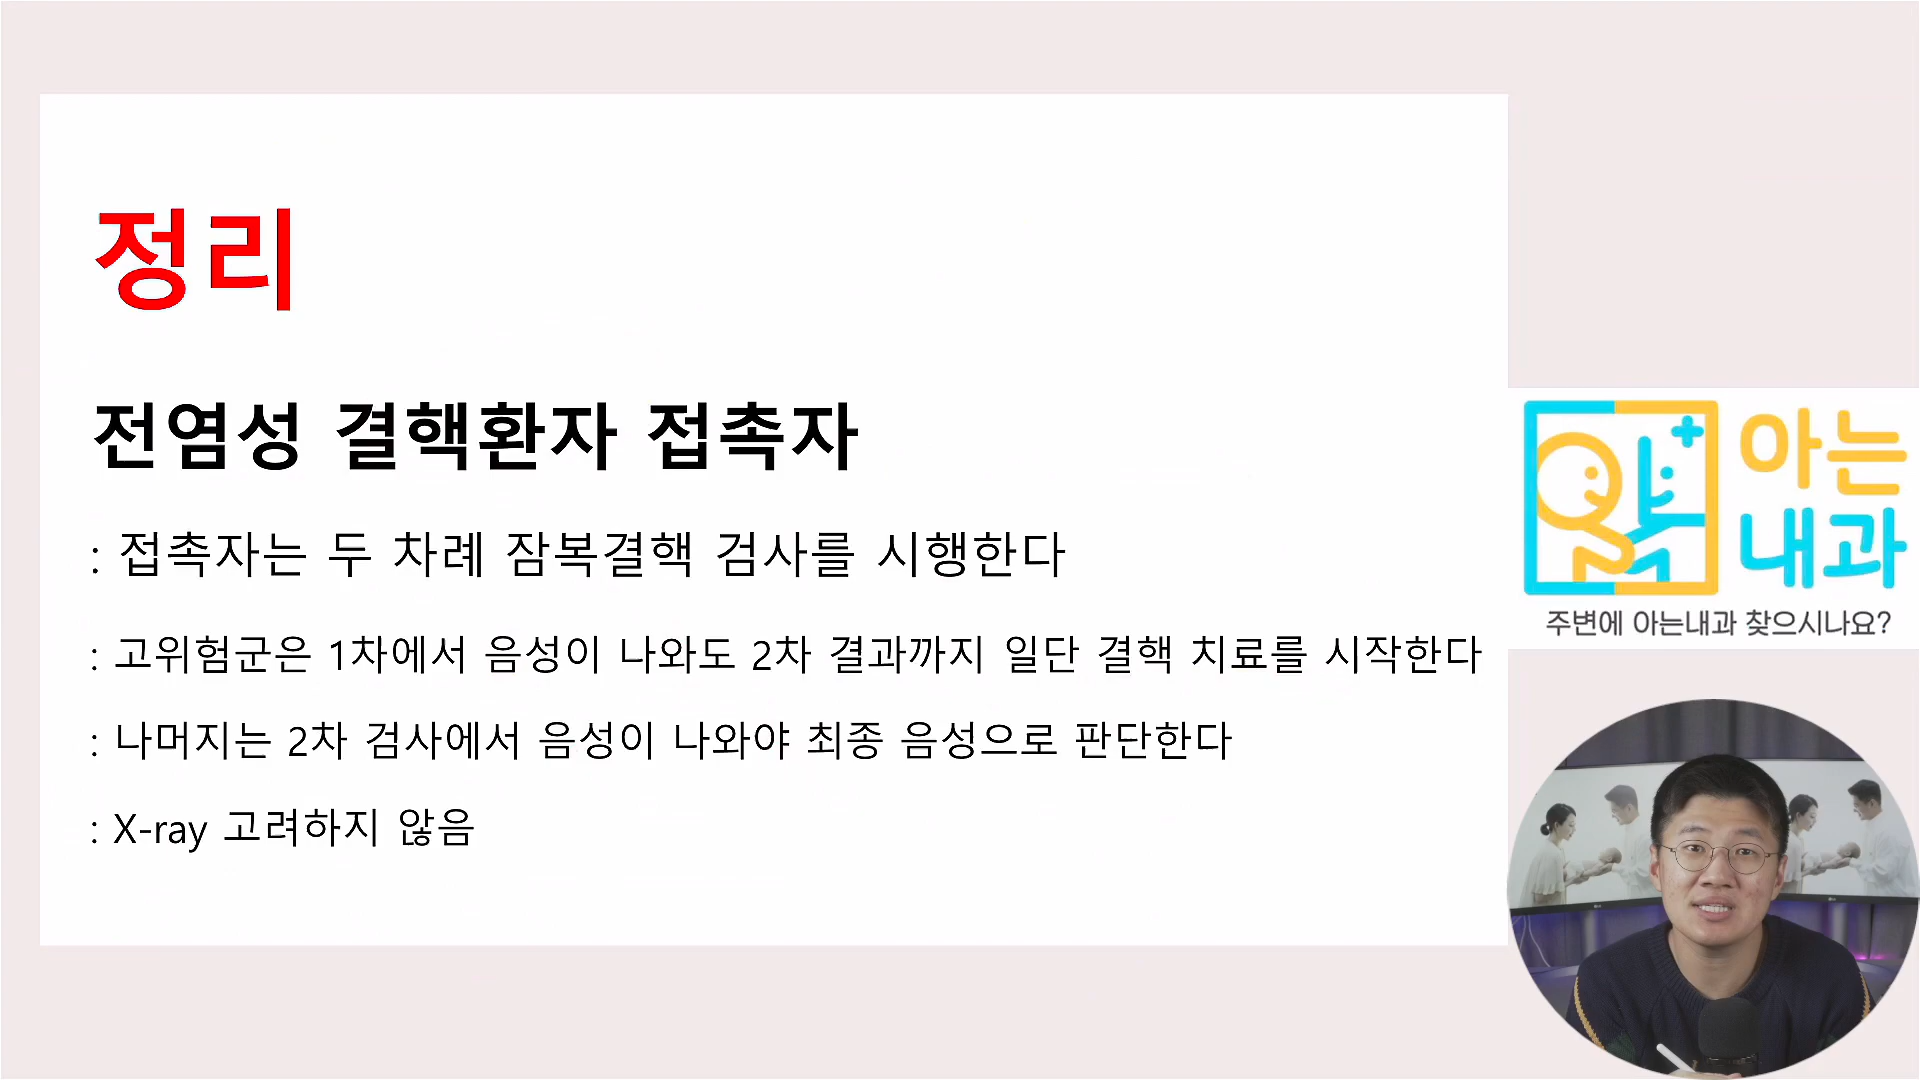 정리
전염성 결핵환자 접촉자
: 접촉자는 두 차례 잠복결핵 검사를 시행한다
: 고위험군은 1차에서 음성이 나와도 2차 결과까지 일단 결핵 치료를 시작한다
: 나머지는 2차 검사에서 음성이 나와야 최종 음성으로 판단한다
: X-ray 고려하지 않음
아는
내과
주변에 아는내과 찾으시나요?